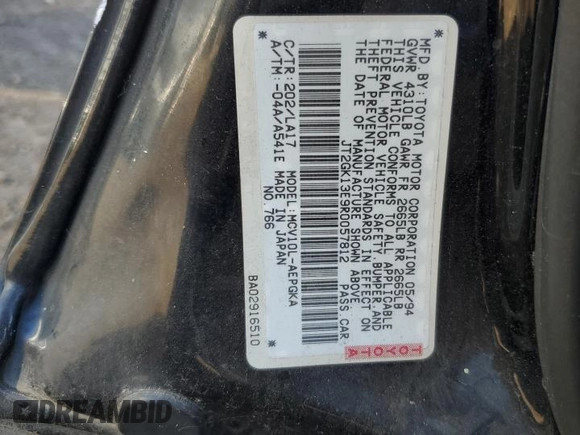 MFD BY:TOYOTA MOTOR CORPORATION 05/94
GVWR 4310LB GAWR FR 2665LB RR 2665LB
THIS VEHICLE CONFORMS TO ALL APPLICABLE
FEDERAL MOTOR VEHICLE SAFETY,BUMPER,AND
THEFT PREVENTION STANDARDS IN EFFECT ON
THE DATE OF MANUFACTURE SHOWN ABOVE.
JT2GK13E9R0057812 PASS CAR.
C/TR:202/LA17 MODEL:MCV10L-AEPGKA
A/TM:-04A/A541E MADE IN JAPAN
NO.766
TOYOTA
TOYOTA
BA02916510
DREAMBID